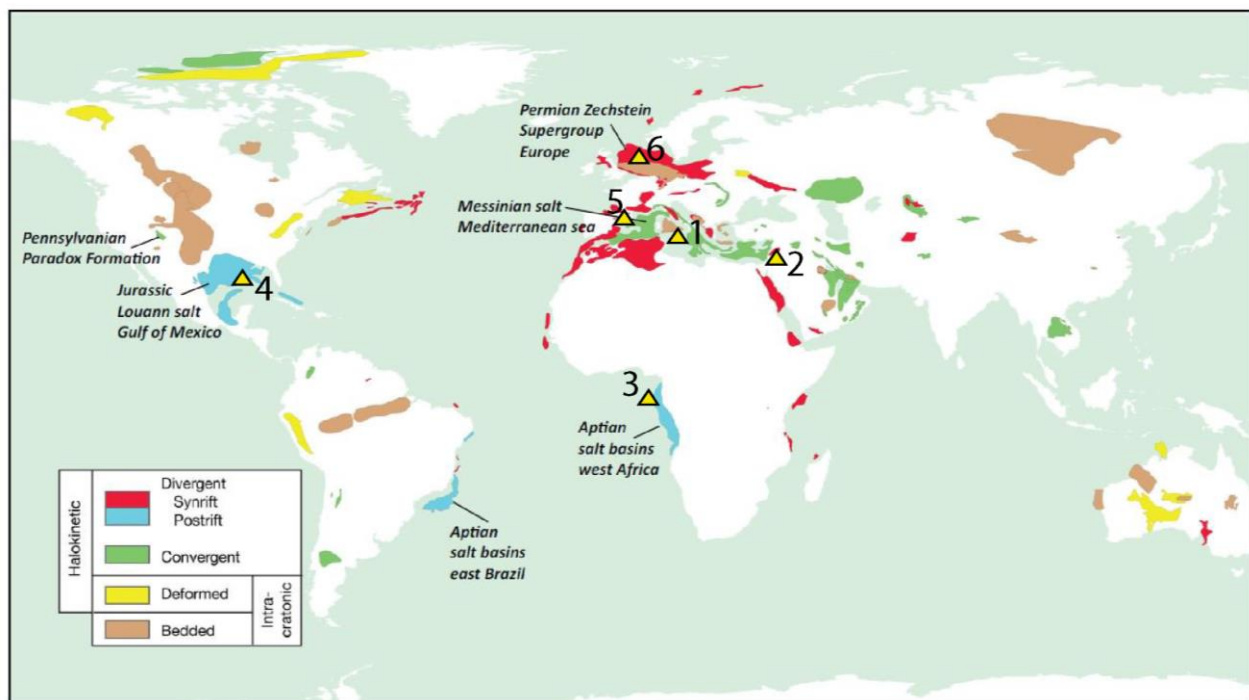 Permian Zechstein
Supergroup
Europe
6
5
Messinian salt
Mediterranean sea
1
2
Pennsylvanian
Paradox Formation
4
Jurassic
Louann salt
Gulf of Mexico
3
Aptian
salt basins
west Africa
Aptian
salt basins
east Brazil
Halokinetic
Divergent
Synrift
Postrift
Convergent
Deformed
Bedded
Intra-
cratonic